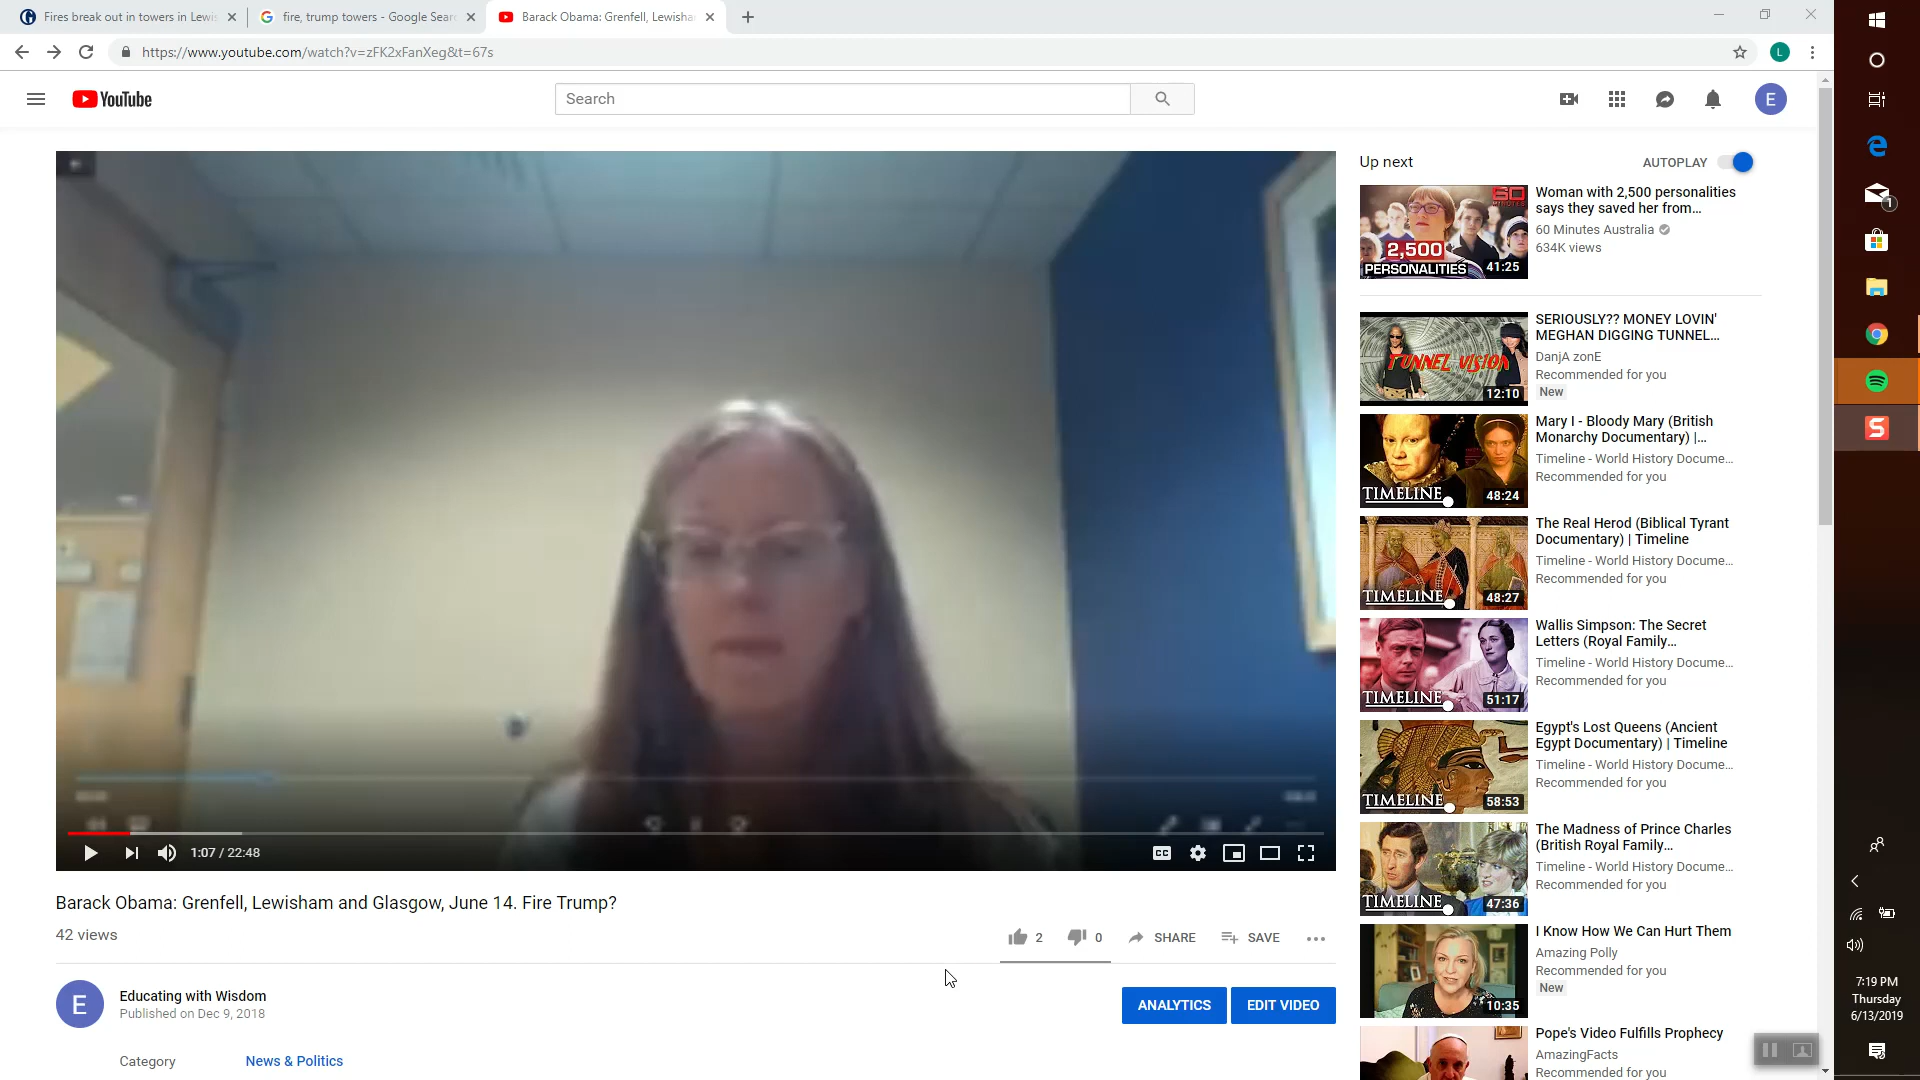 Fires break out in towers in Lewis
fire, trump towers - Google Sear
Barack Obama: Grenfell, Lewisha
https://www.youtube.com/watch?v=zFK2xFanXeg&t=67s
L
YouTube
Search
E
1:07 / 22:48
CC
Barack Obama: Grenfell, Lewisham and Glasgow, June 14. Fire Trump?
42 views
2
0
SHARE
SAVE
E
Educating with Wisdom
Published on Dec 9, 2018
ANALYTICS
EDIT VIDEO
Category
News & Politics
Up next
AUTOPLAY
60
MINUTES
2,500
PERSONALITIES
41:25
Woman with 2,500 personalities
says they saved her from...
60 Minutes Australia
634K views
TUNNEL VISION
12:10
SERIOUSLY?? MONEY LOVIN'
MEGHAN DIGGING TUNNEL...
DanjA zonE
Recommended for you
New
TIMELINE
48:24
Mary I - Bloody Mary (British
Monarchy Documentary) |...
Timeline - World History Docume...
Recommended for you
TIMELINE
48:27
The Real Herod (Biblical Tyrant
Documentary) | Timeline
Timeline - World History Docume...
Recommended for you
TIMELINE
51:17
Wallis Simpson: The Secret
Letters (Royal Family...
Timeline - World History Docume...
Recommended for you
TIMELINE
58:53
Egypt's Lost Queens (Ancient
Egypt Documentary) | Timeline
Timeline - World History Docume...
Recommended for you
TIMELINE
47:36
The Madness of Prince Charles
(British Royal Family...
Timeline - World History Docume...
Recommended for you
10:35
I Know How We Can Hurt Them
Amazing Polly
Recommended for you
New
Pope's Video Fulfills Prophecy
AmazingFacts
Recommended for you
1
S
7:19 PM
Thursday
6/13/2019